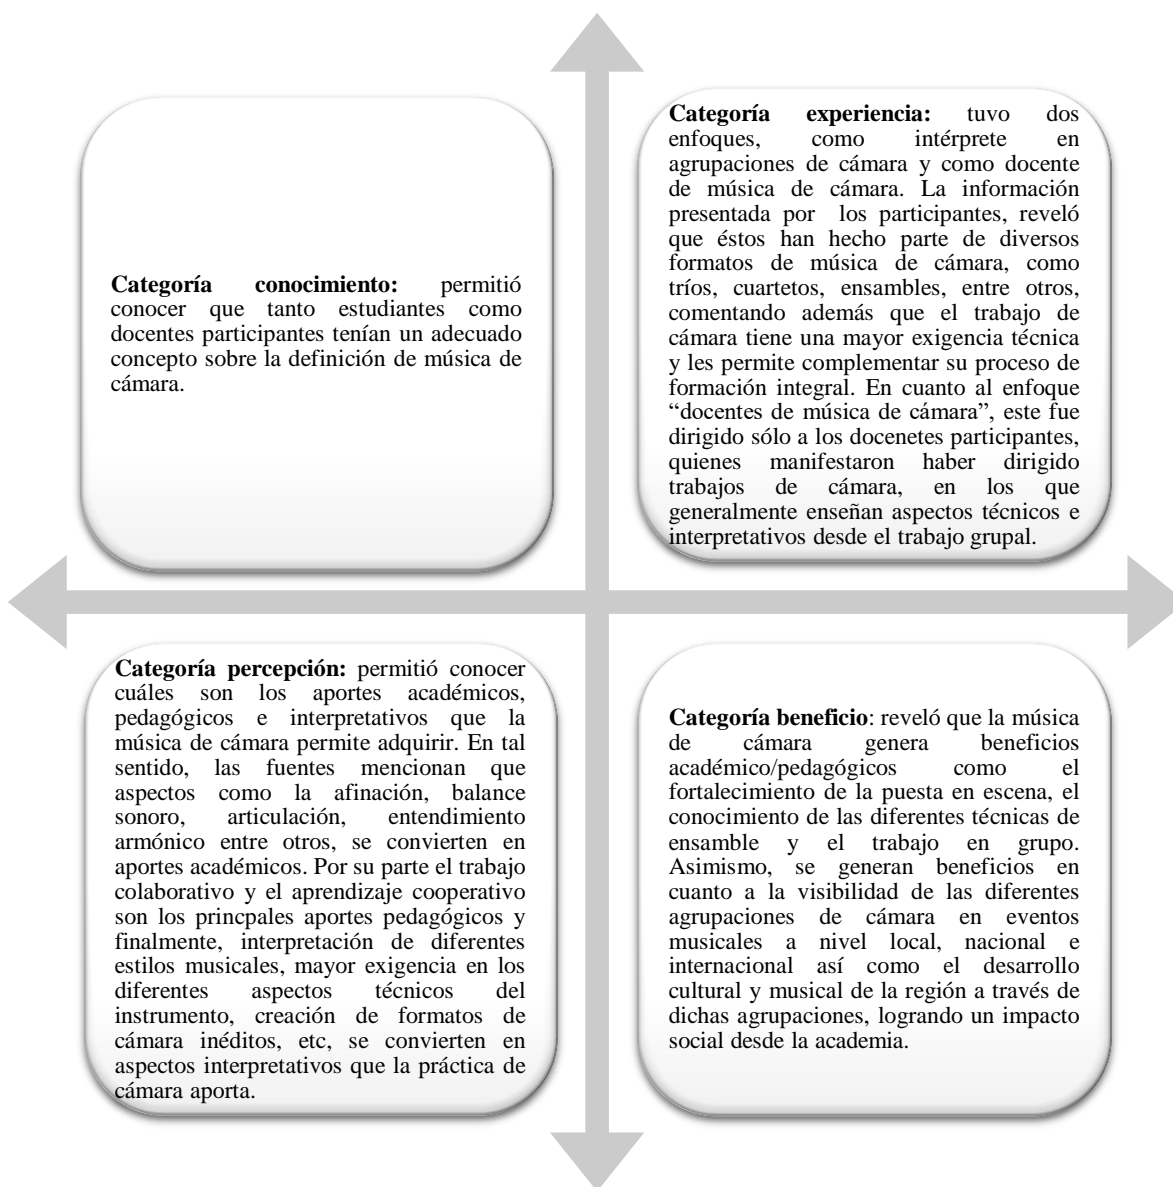 Categoría conocimiento: permitió
conocer que tanto estudiantes como
docentes participantes tenían un adecuado
concepto sobre la definición de música de
cámara.
Categoría experiencia: tuvo dos
enfoques, como intérprete en
agrupaciones de cámara y como docente
de música de cámara. La información
presentada por los participantes, reveló
que éstos han hecho parte de diversos
formatos de música de cámara, como
tríos, cuartetos, ensambles, entre otros,
comentando además que el trabajo de
cámara tiene una mayor exigencia técnica
y les permite complementar su proceso de
formación integral. En cuanto al enfoque
“docentes de música de cámara”, este fue
dirigido sólo a los docenetes participantes,
quienes manifestaron haber dirigido
trabajos de cámara, en los que
generalmente enseñan aspectos técnicos e
interpretativos desde el trabajo grupal.
Categoría percepción: permitió conocer
cuáles son los aportes académicos,
pedagógicos e interpretativos que la
música de cámara permite adquirir. En tal
sentido, las fuentes mencionan que
aspectos como la afinación, balance
sonoro, articulación, entendimiento
armónico entre otros, se convierten en
aportes académicos. Por su parte el trabajo
colaborativo y el aprendizaje cooperativo
son los princpales aportes pedagógicos y
finalmente, interpretación de diferentes
estilos musicales, mayor exigencia en los
diferentes aspectos técnicos del
instrumento, creación de formatos de
cámara inéditos, etc, se convierten en
aspectos interpretativos que la práctica de
cámara aporta.
Categoría beneficio: reveló que la música
de cámara genera beneficios
académico/pedagógicos como el
fortalecimiento de la puesta en escena, el
conocimiento de las diferentes técnicas de
ensamble y el trabajo en grupo.
Asimismo, se generan beneficios en
cuanto a la visibilidad de las diferentes
agrupaciones de cámara en eventos
musicales a nivel local, nacional e
internacional así como el desarrollo
cultural y musical de la región a través de
dichas agrupaciones, logrando un impacto
social desde la academia.